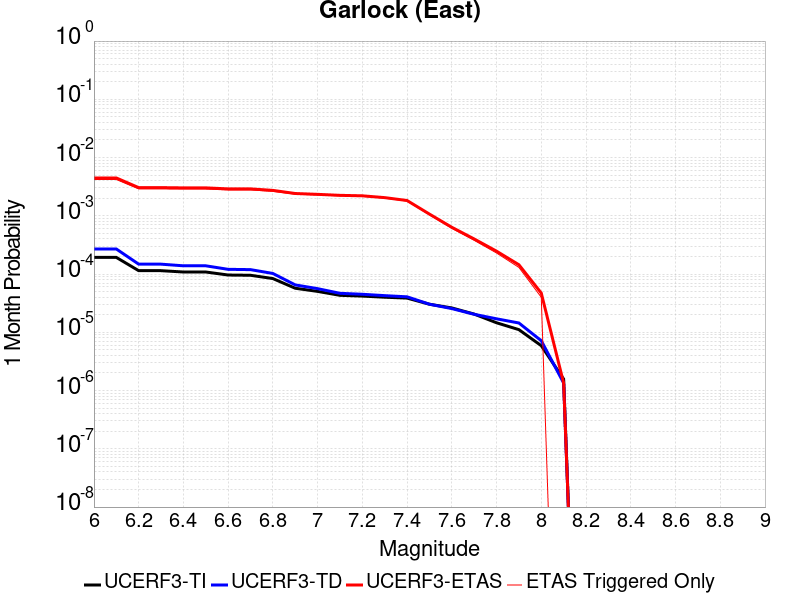 Garlock (East)
10^0
10^-1
10^-2
10^-3
10^-4
10^-5
10^-6
10^-7
10^-8
1 Month Probability
6 6.2 6.4 6.6 6.8 7 7.2 7.4 7.6 7.8 8 8.2 8.4 8.6 8.8 9
Magnitude
UCERF3-TI UCERF3-TD UCERF3-ETAS ETAS Triggered Only